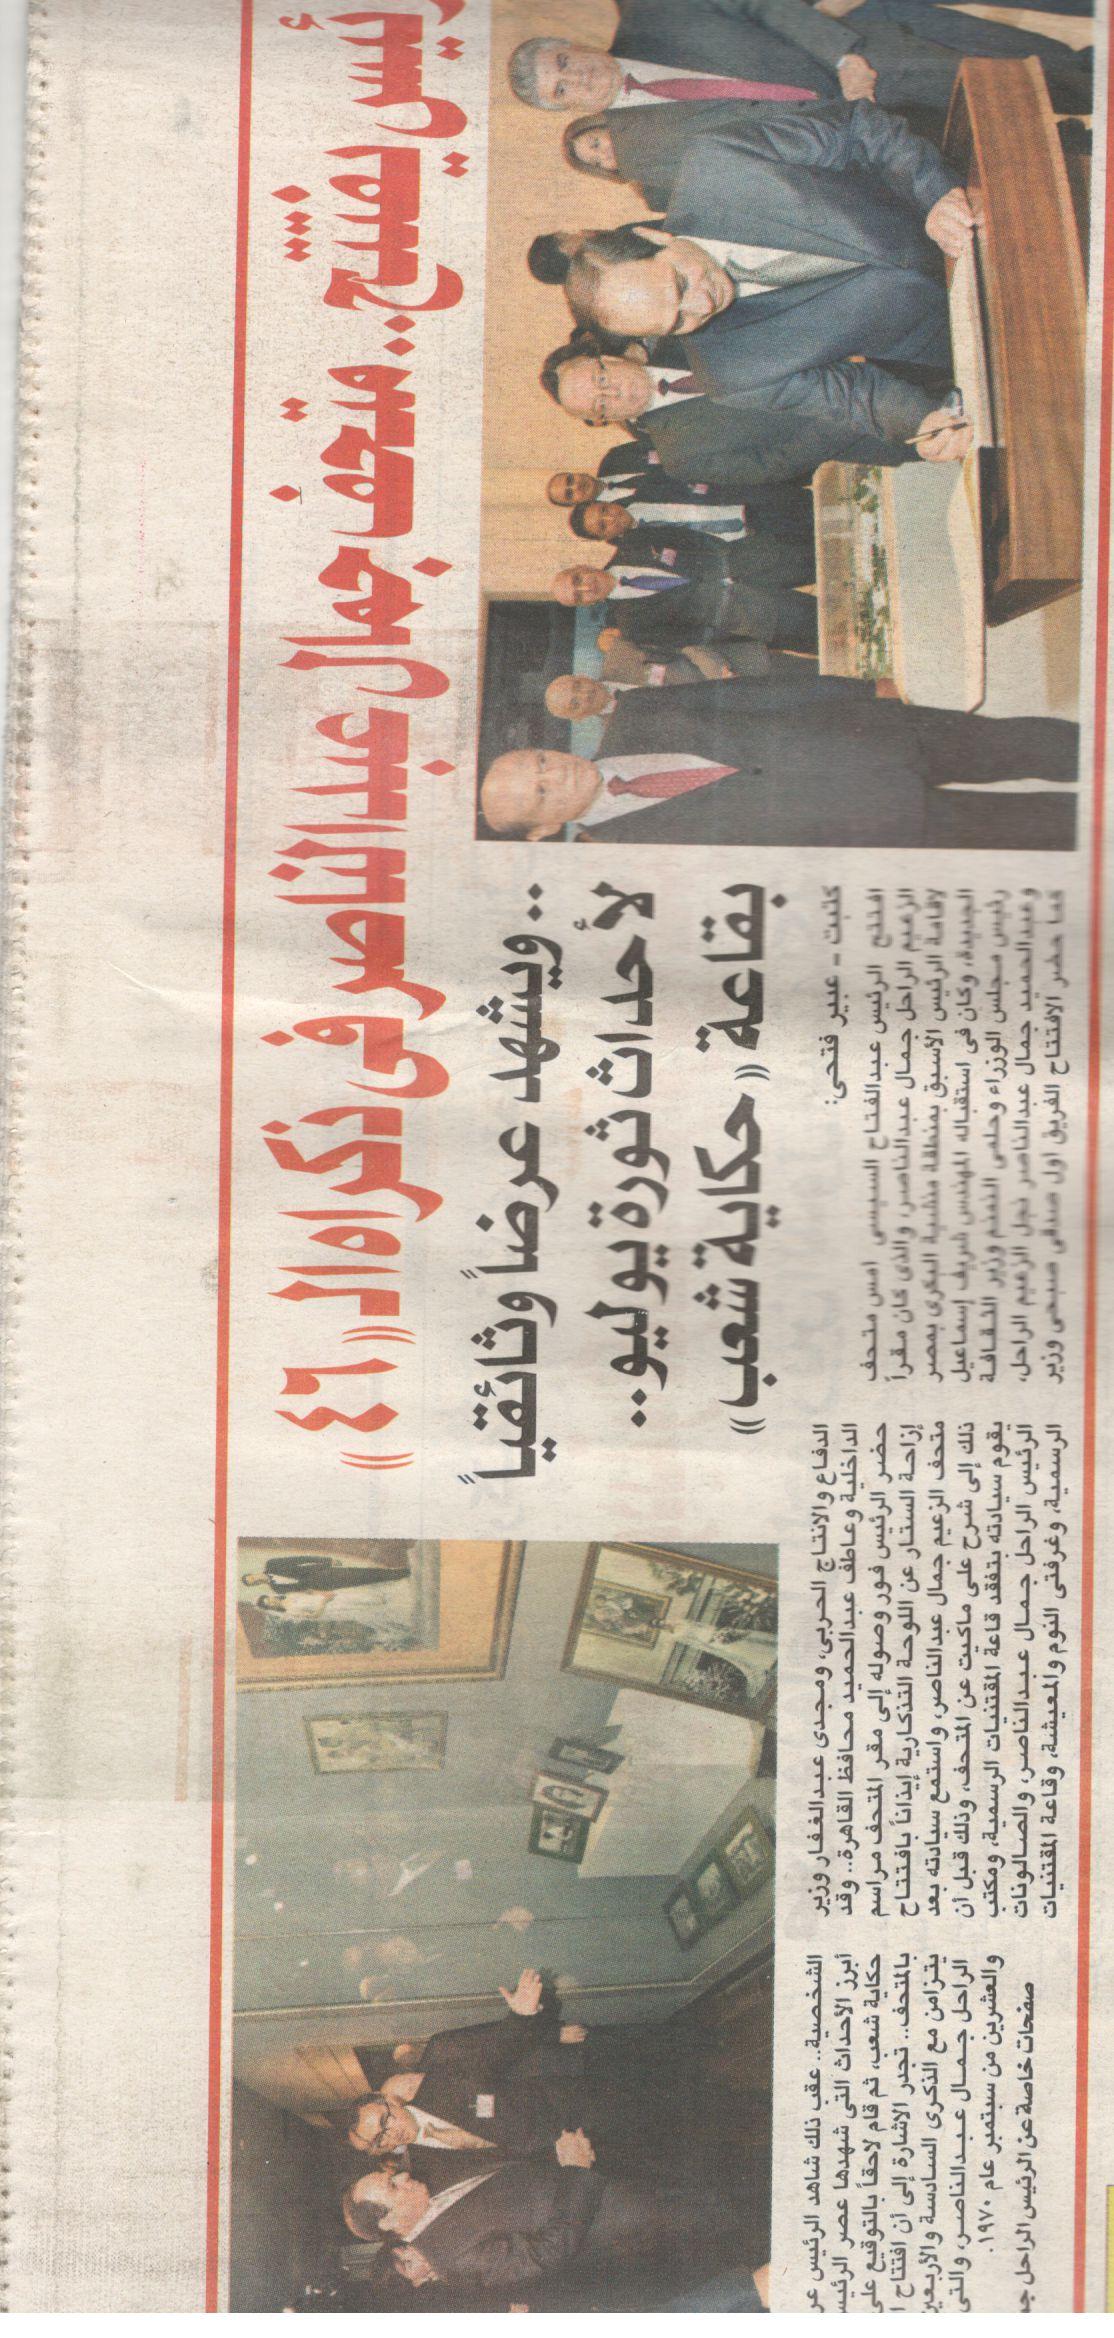 رئيس يفتتح.. متحف جمال عبدالناصر فى ذكراه الـ «٤٦»
.. ويشهد عرضاً وثائقياً
لأحداث ثورة يوليو..
بقاعة « حكاية شعب»
كتبت ـ عبير فتحى:
افتتح الرئيس عبدالفتاح السيسى أمس متحف
الزعيم الراحل جمال عبدالناصر، والذى كان مقراً
لإقامة الرئيس الأسبق بمنطقة منشية البكرى بمصر
الجديدة، وكان فى استقباله المهندس شريف إسماعيل
رئيس مجلس الوزراء وحلمى النمنم وزير الثقافة
وعبدالحميد جمال عبدالناصر نجل الزعيم الراحل،
كما حضر الافتتاح الفريق أول صدقى صبحى وزير
الدفاع والانتاج الحربى، ومجدى عبدالغفار وزير
الداخلية وعاطف عبدالحميد محافظ القاهرة.. وقد
حضر الرئيس فور وصوله إلى مقر المتحف مراسم
إزاحة الستار عن اللوحة التذكارية إيذاناً بافتتاح
متحف الزعيم جمال عبدالناصر، واستمع سيادته بعد
ذلك إلى شرح على ماكيت عن المتحف، وذلك قبل أن
يقوم سيادته بتفقد قاعة المقتنيات الرسمية، ومكتب
الرئيس الراحل جمال عبدالناصر، والصالونات
الرسمية، وغرفتى النوم والمعيشة، وقاعة المقتنيات
الشخصية.. عقب ذلك شاهد الرئيس عر
أبرز الأحداث التى شهدها عصر الرئيس
حكاية شعب، ثم قام لاحقاً بالتوقيع على
بالمتحف.. تجدر الاشارة إلى أن افتتاح ا
يتزامن مع الذكرى السادسة والأربعين
الراحل جمال عبدالناصر، والتى
والعشرين من سبتمبر عام ١٩٧٠.
صفحات خاصة عن الرئيس الراحل جم